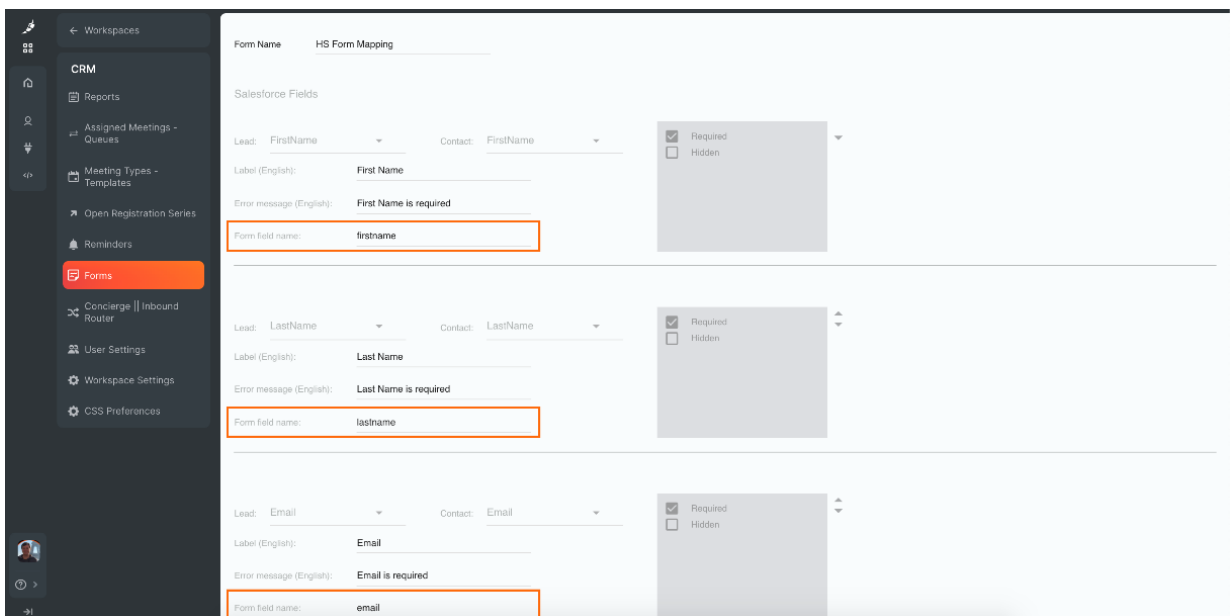 ← Workspaces
CRM
Reports
Assigned Meetings -
Queues
Meeting Types -
Templates
Open Registration Series
Reminders
Forms
Concierge || Inbound
Router
User Settings
Workspace Settings
CSS Preferences
Form Name HS Form Mapping
Salesforce Fields
Lead: FirstName Contact: FirstName
Required
Hidden
Label (English): First Name
Error message (English): First Name is required
Form field name: firstname
Lead: LastName Contact: LastName
Required
Hidden
Label (English): Last Name
Error message (English): Last Name is required
Form field name: lastname
Lead: Email Contact: Email
Required
Hidden
Label (English): Email
Error message (English): Email is required
Form field name: email